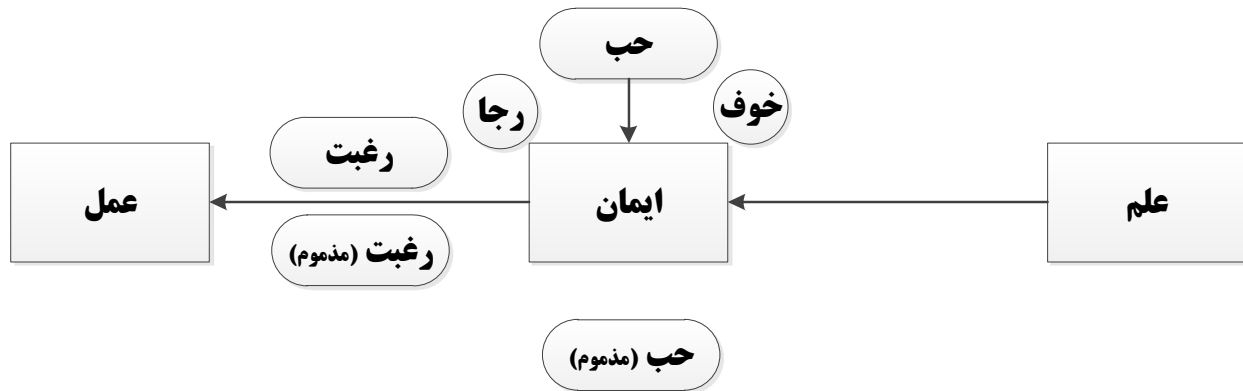 حب
خوف
رجا
علم
ایمان
رغبت
عمل
رغبت (مذموم)
حب (مذموم)